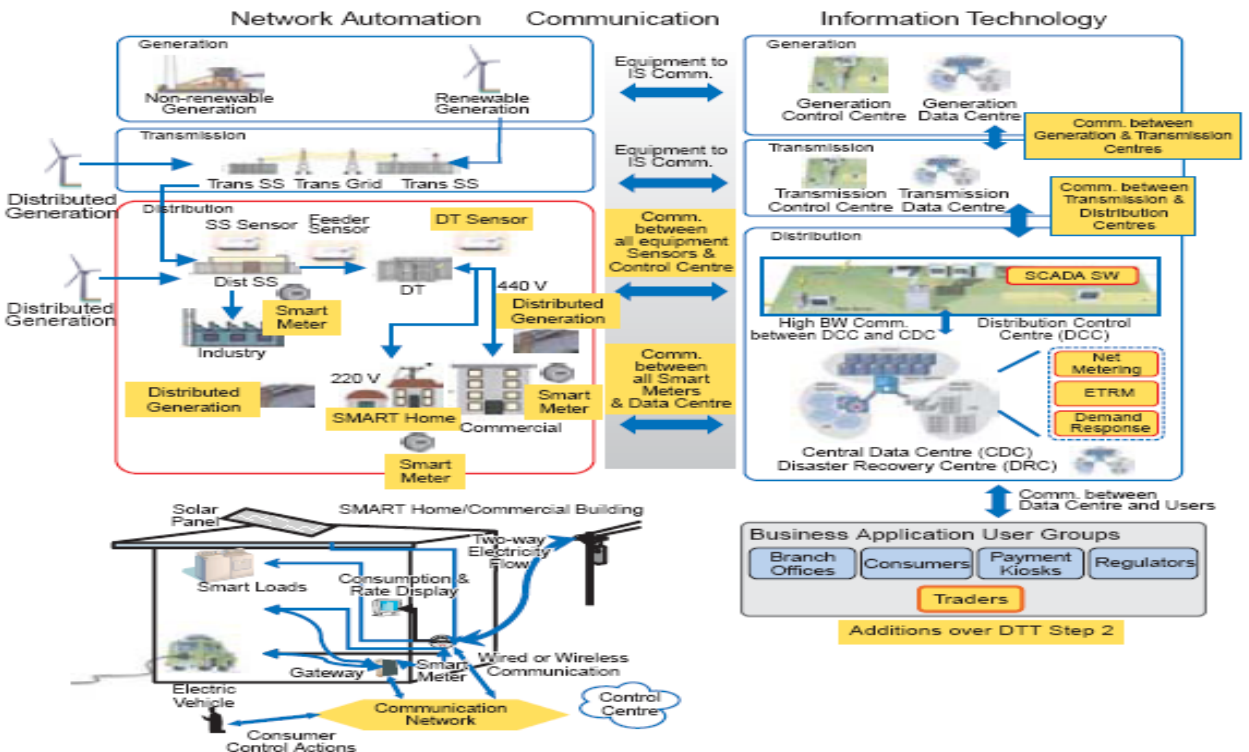 Network Automation
Communication
Information Technology
Generation
Non-renewable
Generation
Renewable
Generation
Equipment to
IS Comm.
Generation
Generation
Control Centre
Generation
Data Centre
Comm. between
Generation & Transmission
Centres
Transmission
Trans SS
Trans Grid
Trans SS
Distributed
Generation
Equipment to
IS Comm.
Transmission
Transmission
Control Centre
Transmission
Data Centre
Comm. between
Transmission &
Distribution
Centres
Distribution
SS Sensor
Feeder
Sensor
DT Sensor
Dist SS
DT
440 V
Distributed
Generation
Smart
Meter
Industry
Distributed
Generation
Distributed
Generation
220 V
SMART Home
Commercial
Smart
Meter
Smart
Meter
Comm.
between
all equipment
Sensors &
Control Centre
Comm.
between
all Smart
Meters
& Data Centre
Distribution
SCADA SW
High BW Comm.
between DCC and CDC
Distribution Control
Centre (DCC)
Net
Metering
ETRM
Demand
Response
Central Data Centre (CDC)
Disaster Recovery Centre (DRC)
Comm. between
Data Centre and Users
Business Application User Groups
Branch
Offices
Consumers
Payment
Kiosks
Regulators
Traders
Additions over DTT Step 2
Solar
Panel
SMART Home/Commercial Building
Two-way
Electricity
Flow
Smart Loads
Consumption &
Rate Display
Gateway
Smart
Meter
Wired or Wireless
Communication
Electric
Vehicle
Communication
Network
Control
Centre
Consumer
Control Actions